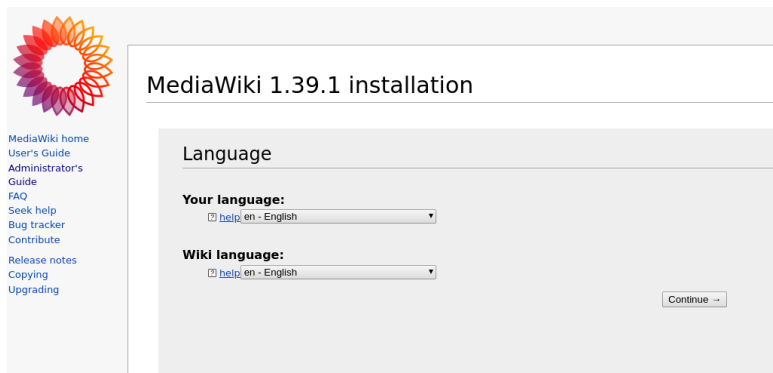 MediaWiki home
User's Guide
Administrator's
Guide
FAQ
Seek help
Bug tracker
Contribute
Release notes
Copying
Upgrading
MediaWiki 1.39.1 installation
Language
Your language:
? help en - English
Wiki language:
? help en - English
Continue →